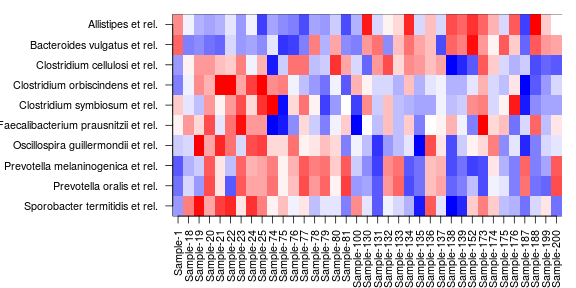 Allistipes et rel.
Bacteroides vulgatus et rel.
Clostridium cellulosi et rel.
Clostridium orbiscindens et rel.
Clostridium symbiosum et rel.
Faecalibacterium prausnitzii et rel.
Oscillospira guillermondii et rel.
Prevotella melaninogenica et rel.
Prevotella oralis et rel.
Sporobacter termitidis et rel.
Sample-1
Sample-18
Sample-19
Sample-20
Sample-21
Sample-22
Sample-23
Sample-24
Sample-25
Sample-74
Sample-75
Sample-76
Sample-77
Sample-78
Sample-79
Sample-80
Sample-81
Sample-100
Sample-130
Sample-131
Sample-132
Sample-133
Sample-134
Sample-135
Sample-136
Sample-137
Sample-138
Sample-139
Sample-152
Sample-173
Sample-174
Sample-175
Sample-176
Sample-187
Sample-188
Sample-199
Sample-200